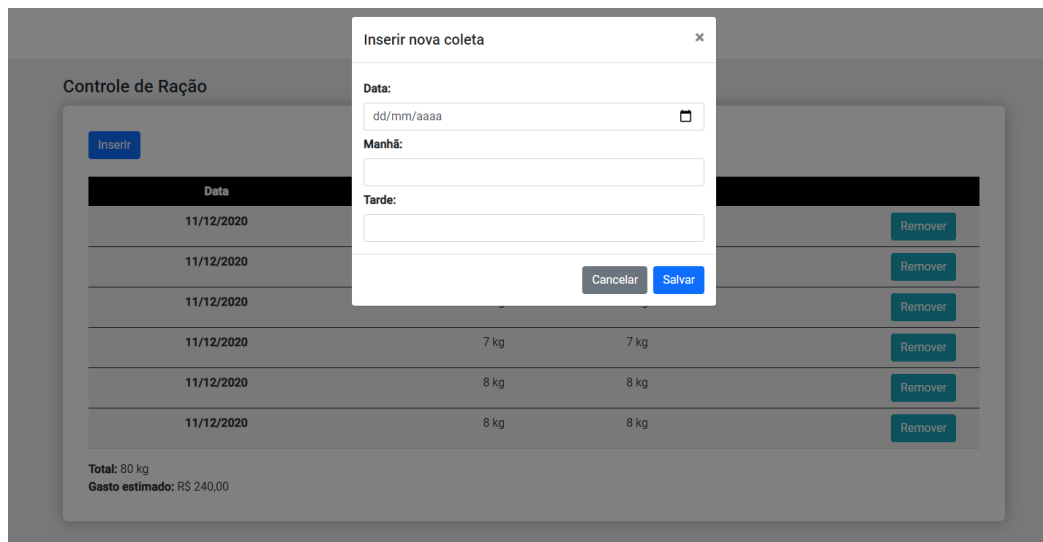 Inserir nova coleta ×
Controle de Ração
Data:
dd/mm/aaaa
Inserir
Manhã:
Data
Tarde:
11/12/2020 Remover
11/12/2020 Remover
Cancelar Salvar
11/12/2020 Remover
11/12/2020 7 kg 7 kg Remover
11/12/2020 8 kg 8 kg Remover
11/12/2020 8 kg 8 kg Remover
Total: 80 kg
Gasto estimado: R$ 240,00